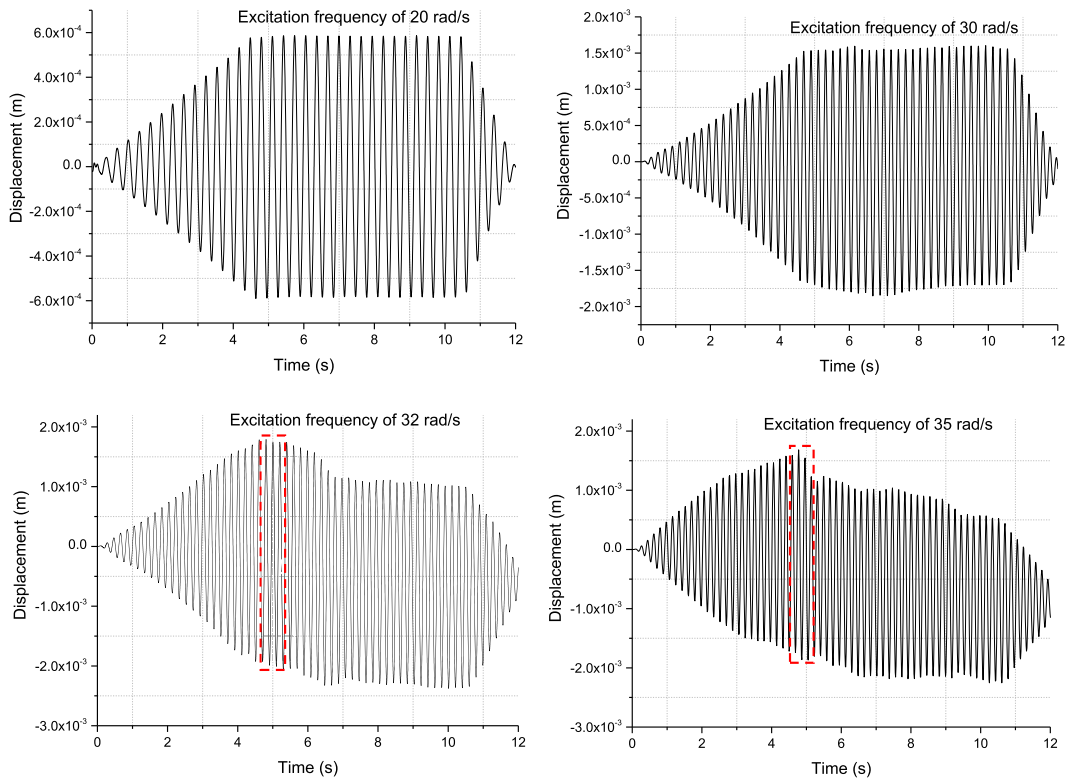 Excitation frequency of 20 rad/s
Displacement (m)
6.0x10⁻⁴
4.0x10⁻⁴
2.0x10⁻⁴
0.0
-2.0x10⁻⁴
-4.0x10⁻⁴
-6.0x10⁻⁴
0 2 4 6 8 10 12
Time (s)
Excitation frequency of 30 rad/s
Displacement (m)
2.0x10⁻³
1.5x10⁻³
1.0x10⁻³
5.0x10⁻⁴
0.0
-5.0x10⁻⁴
-1.0x10⁻³
-1.5x10⁻³
-2.0x10⁻³
0 2 4 6 8 10 12
Time (s)
Excitation frequency of 32 rad/s
Displacement (m)
2.0x10⁻³
1.0x10⁻³
0.0
-1.0x10⁻³
-2.0x10⁻³
-3.0x10⁻³
0 2 4 6 8 10 12
Time (s)
Excitation frequency of 35 rad/s
Displacement (m)
2.0x10⁻³
1.0x10⁻³
0.0
-1.0x10⁻³
-2.0x10⁻³
-3.0x10⁻³
0 2 4 6 8 10 12
Time (s)